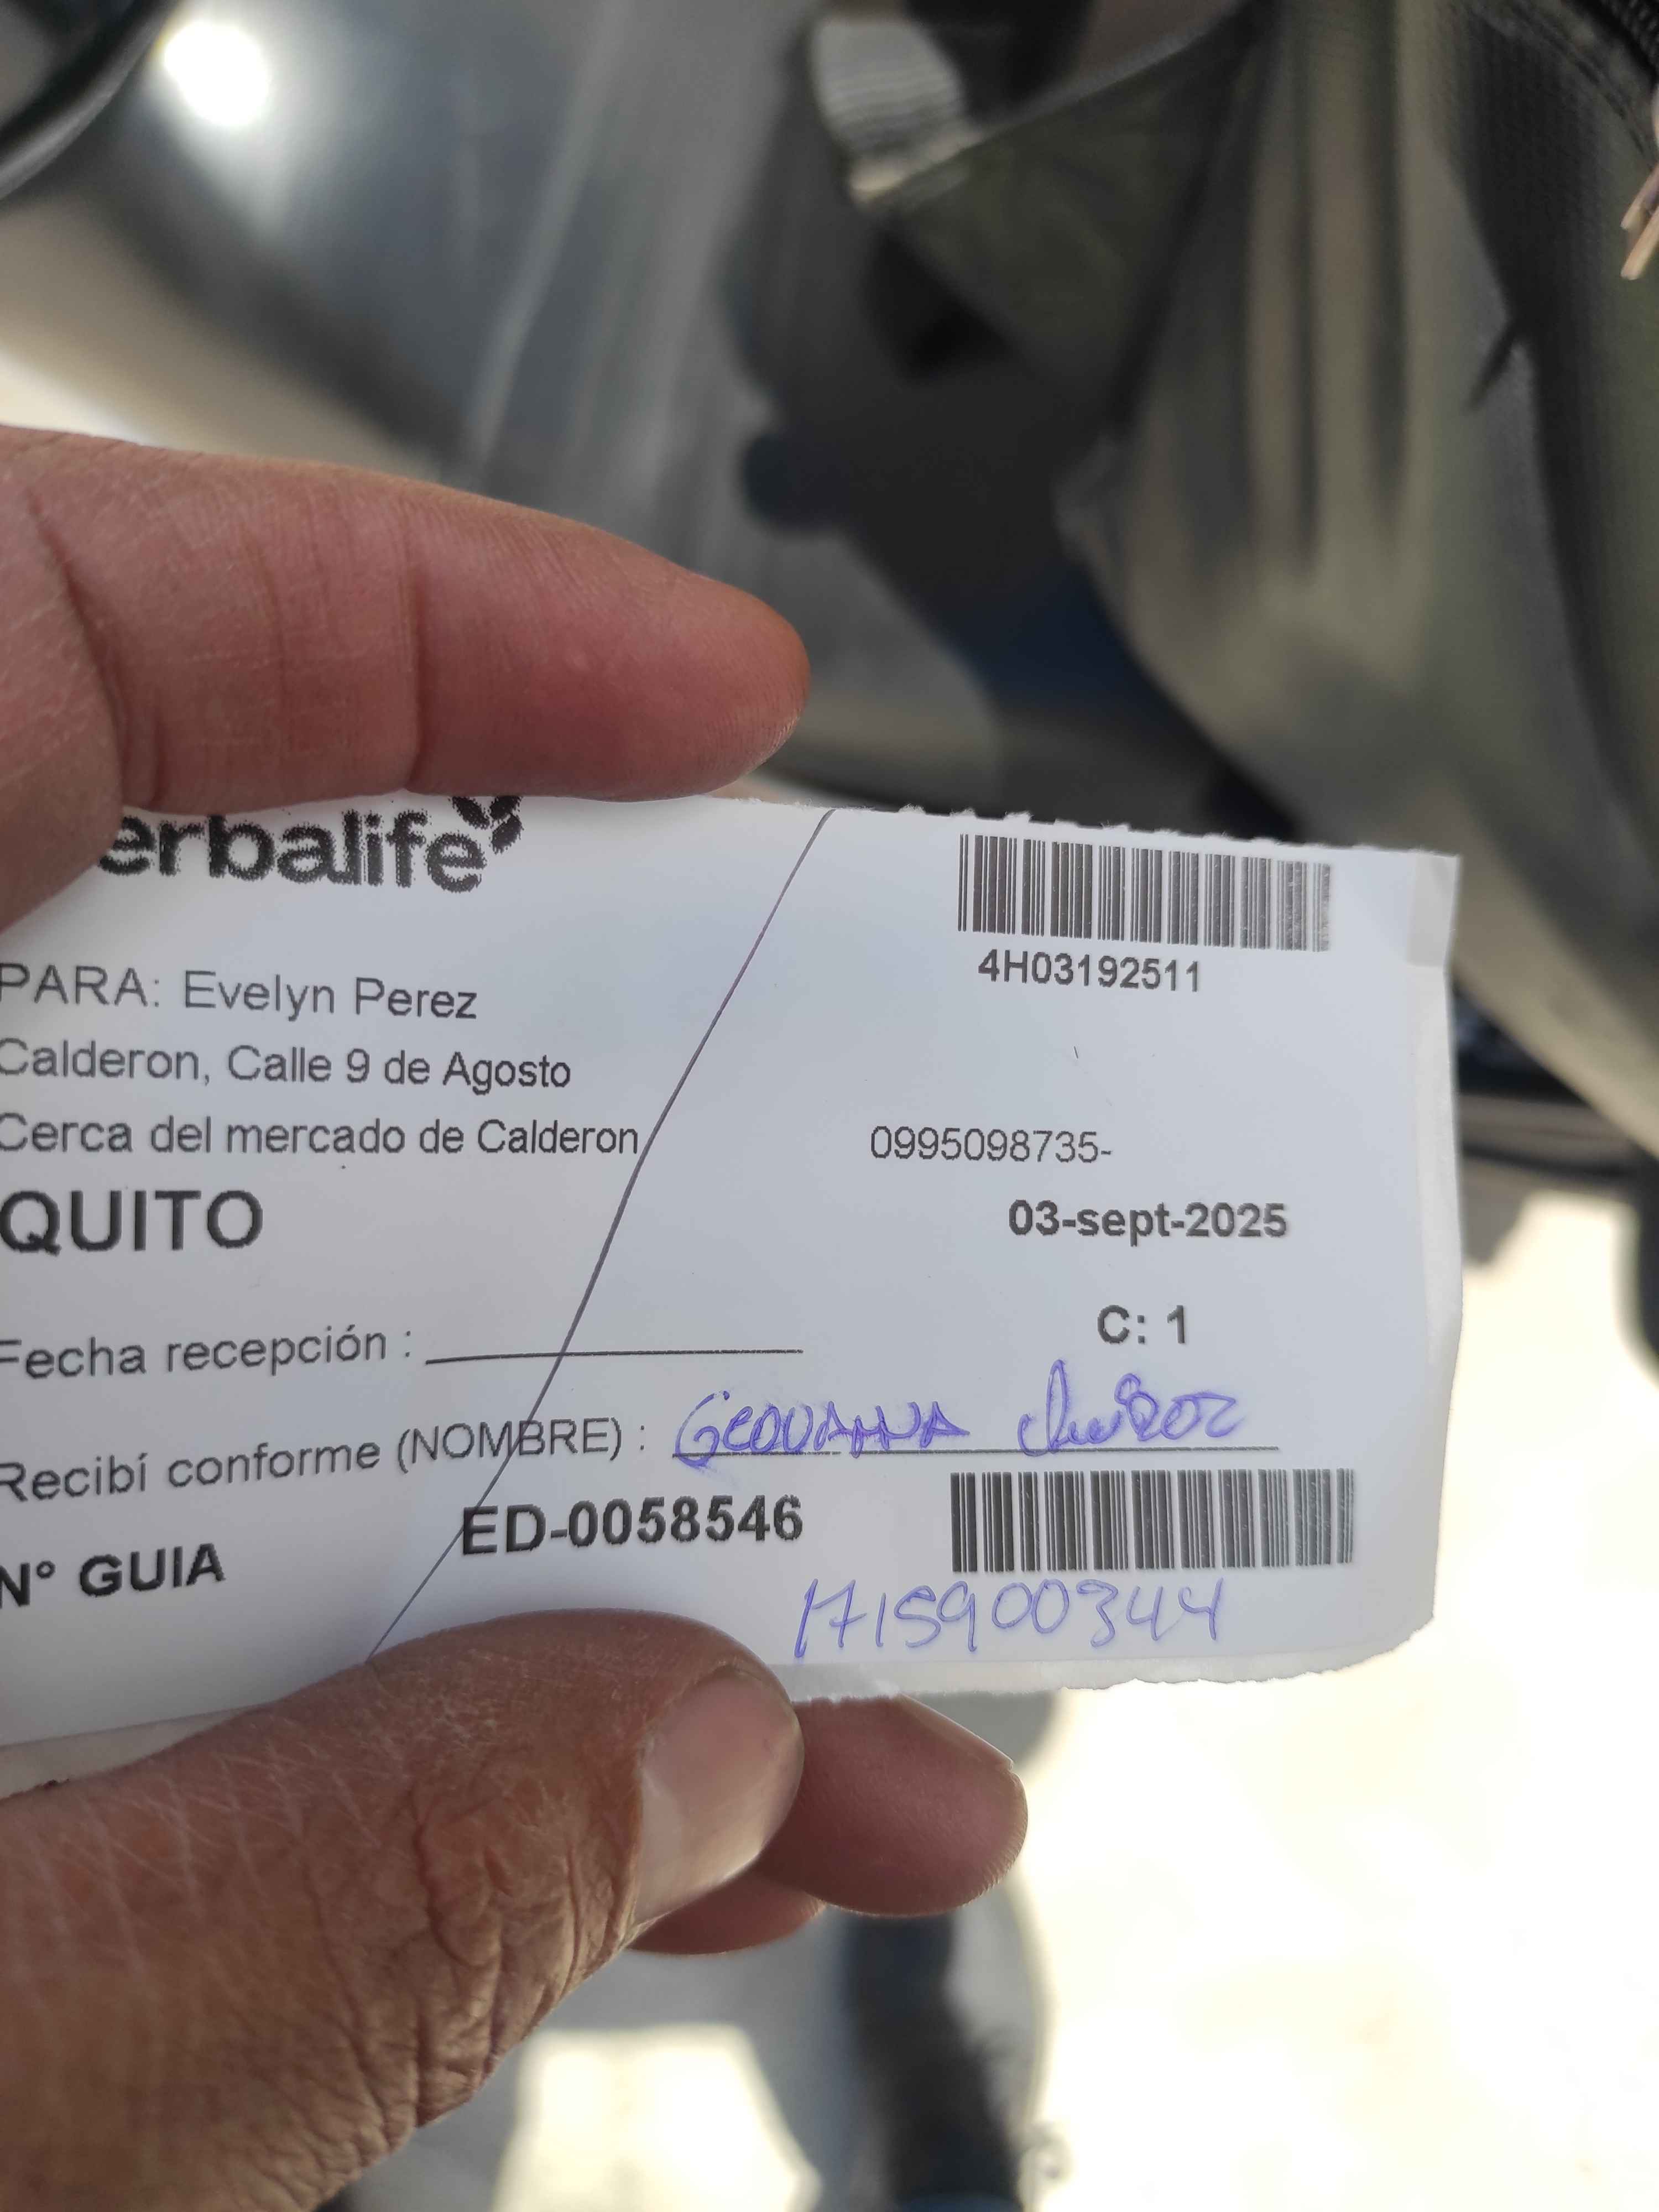 erbalife
4H03192511
PARA: Evelyn Perez
Calderon, Calle 9 de Agosto
Cerca del mercado de Calderon
0995098735-
QUITO
03-sept-2025
C: 1
Fecha recepción :
Recibí conforme (NOMBRE) : GEOVANNA
N° GUIA
ED-0058546
1715900344